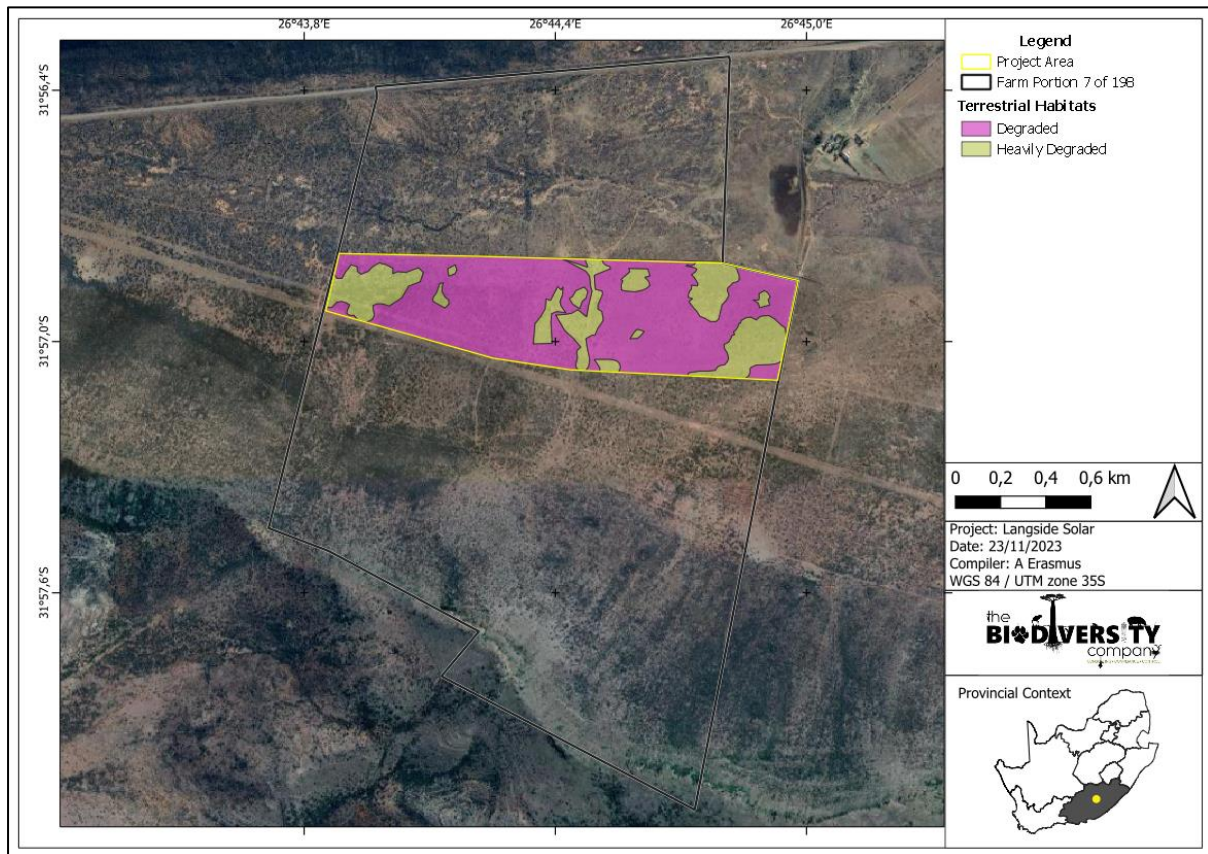 26°43,8'E
26°44,4'E
26°45,0'E
31°56,4'S
31°57,0'S
31°57,6'S
Legend
Project Area
Farm Portion 7 of 198
Terrestrial Habitats
Degraded
Heavily Degraded
0 0,2 0,4 0,6 km
Project: Langside Solar
Date: 23/11/2023
Compiler: A Erasmus
WGS 84 / UTM zone 35S
the
BIODIVERSITY
company
Provincial Context